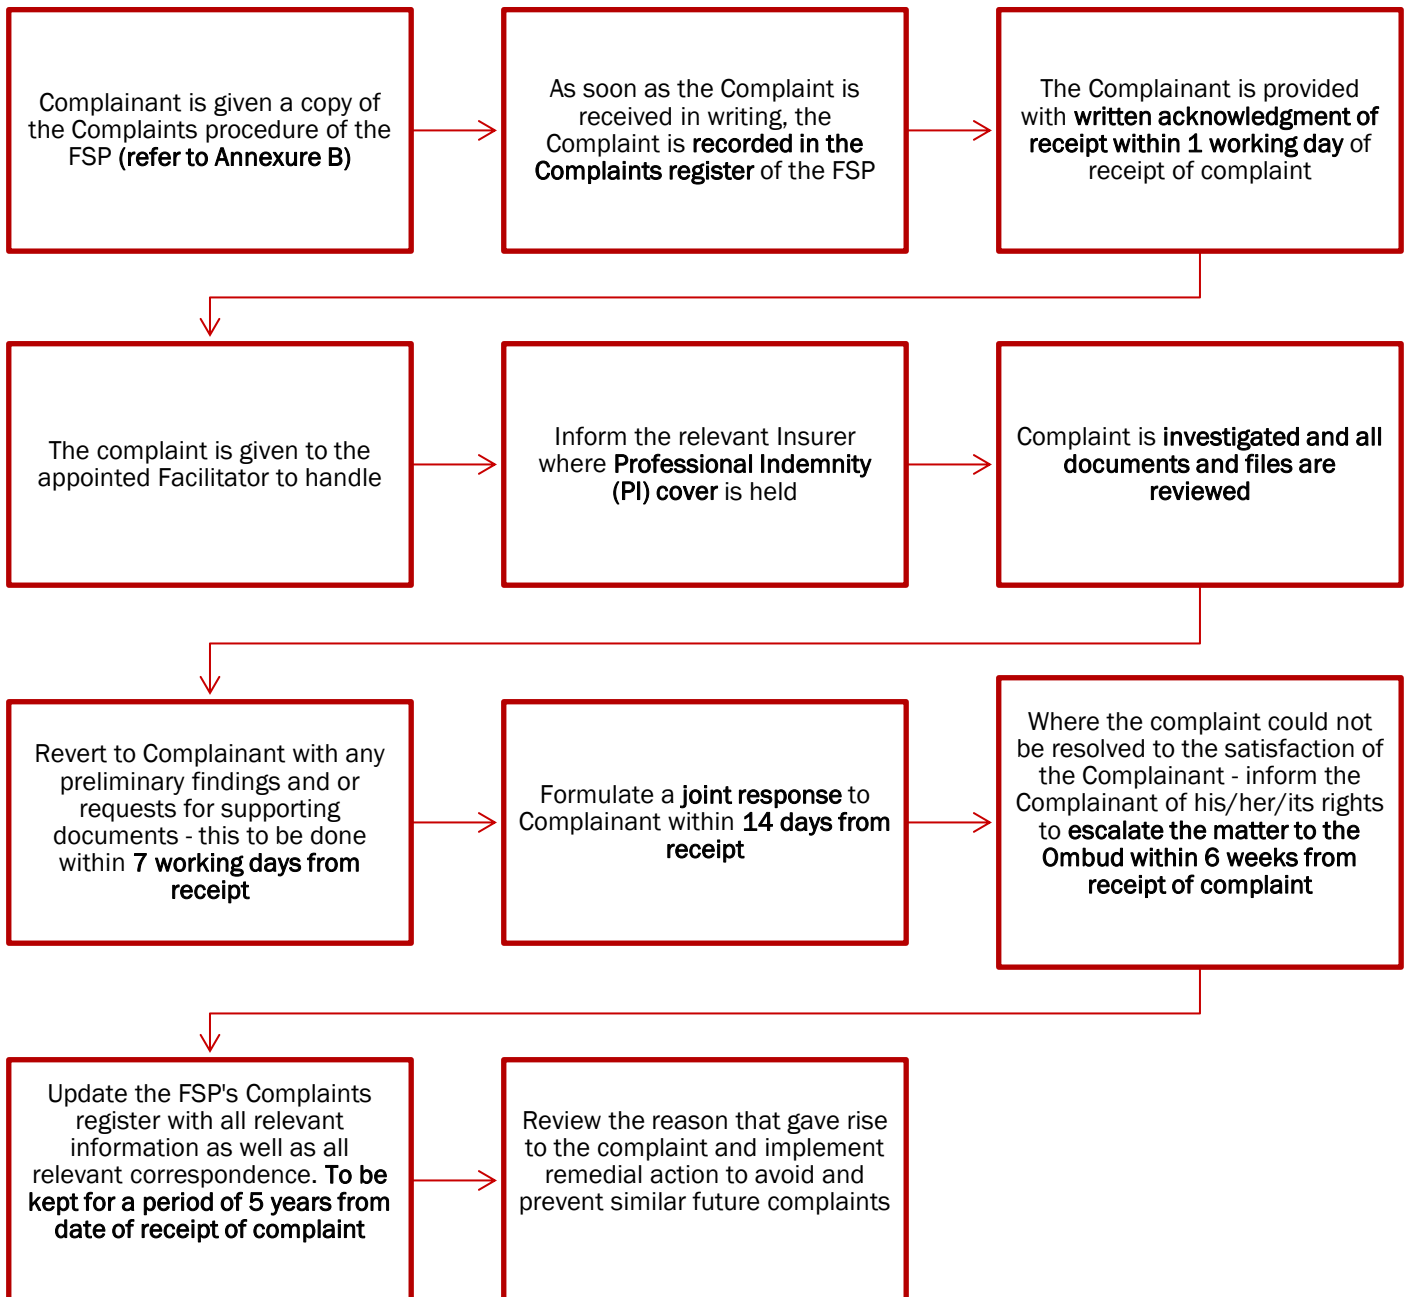 Complainant is given a copy of
the Complaints procedure of the
FSP (refer to Annexure B)
As soon as the Complaint is
received in writing, the
Complaint is recorded in the
Complaints register of the FSP
The Complainant is provided
with written acknowledgment of
receipt within 1 working day of
receipt of complaint
The complaint is given to the
appointed Facilitator to handle
Inform the relevant Insurer
where Professional Indemnity
(PI) cover is held
Complaint is investigated and all
documents and files are
reviewed
Revert to Complainant with any
preliminary findings and or
requests for supporting
documents - this to be done
within 7 working days from
receipt
Formulate a joint response to
Complainant within 14 days from
receipt
Where the complaint could not
be resolved to the satisfaction of
the Complainant - inform the
Complainant of his/her/its rights
to escalate the matter to the
Ombud within 6 weeks from
receipt of complaint
Update the FSP's Complaints
register with all relevant
information as well as all
relevant correspondence. To be
kept for a period of 5 years from
date of receipt of complaint
Review the reason that gave rise
to the complaint and implement
remedial action to avoid and
prevent similar future complaints